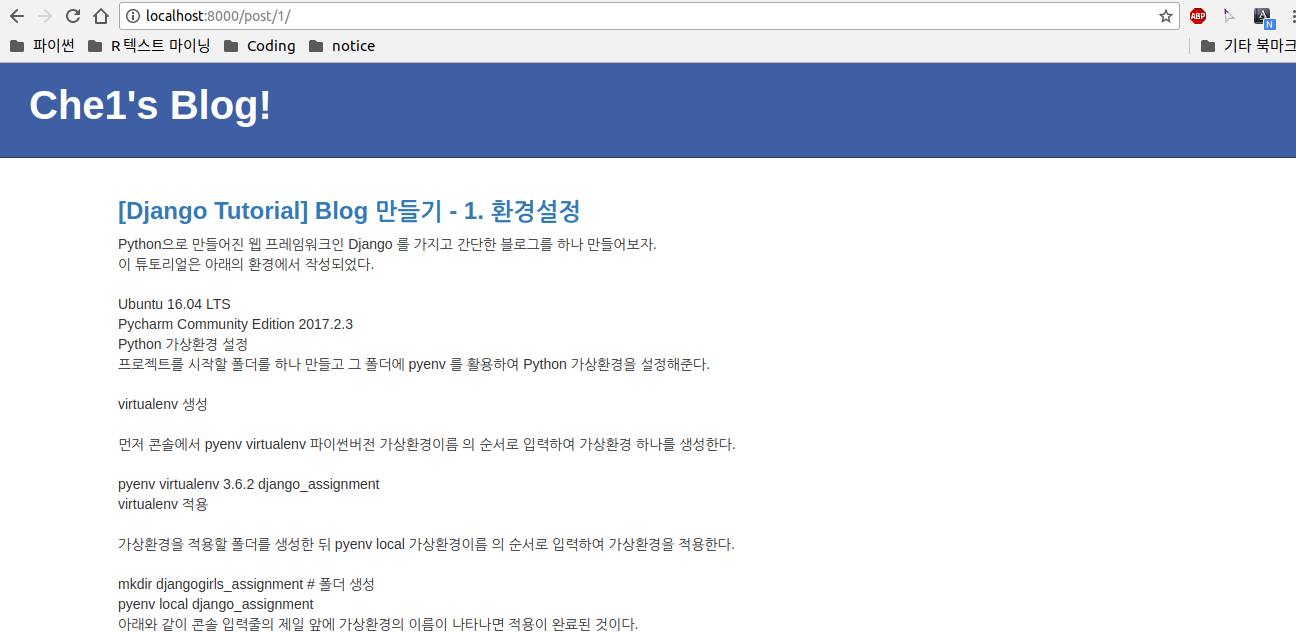 localhost:8000/post/1/
ABP
A
N
파이썬 R 텍스트 마이닝 Coding notice 기타 북마크
Che1's Blog!
[Django Tutorial] Blog 만들기 - 1. 환경설정
Python으로 만들어진 웹 프레임워크인 Django 를 가지고 간단한 블로그를 하나 만들어보자.
이 튜토리얼은 아래의 환경에서 작성되었다.
Ubuntu 16.04 LTS
Pycharm Community Edition 2017.2.3
Python 가상환경 설정
프로젝트를 시작할 폴더를 하나 만들고 그 폴더에 pyenv 를 활용하여 Python 가상환경을 설정해준다.
virtualenv 생성
먼저 콘솔에서 pyenv virtualenv 파이썬버전 가상환경이름 의 순서로 입력하여 가상환경 하나를 생성한다.
pyenv virtualenv 3.6.2 django_assignment
virtualenv 적용
가상환경을 적용할 폴더를 생성한 뒤 pyenv local 가상환경이름 의 순서로 입력하여 가상환경을 적용한다.
mkdir djangogirls_assignment # 폴더 생성
pyenv local django_assignment
아래와 같이 콘솔 입력줄의 제일 앞에 가상환경의 이름이 나타나면 적용이 완료된 것이다.